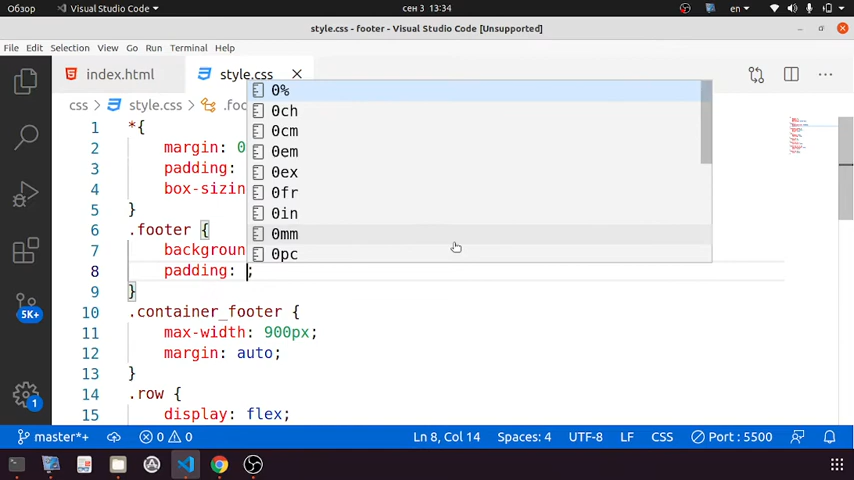 Обзор Visual Studio Code сен 3 13:34 en
style.css - footer - Visual Studio Code [Unsupported]
File Edit Selection View Go Run Terminal Help
index.html style.css
css > style.css > .foo
1 *{
2 margin: 0
3 padding:
4 box-sizin
5 }
6 .footer {
7 backgroun
8 padding: ;
9 }
10 .container_footer {
11 max-width: 900px;
12 margin: auto;
13 }
14 .row {
15 display: flex;
0%
0ch
0cm
0em
0ex
0fr
0in
0mm
0pc
5K+
1
master*+ 0 0 Ln 8, Col 14 Spaces: 4 UTF-8 LF CSS Port : 5500